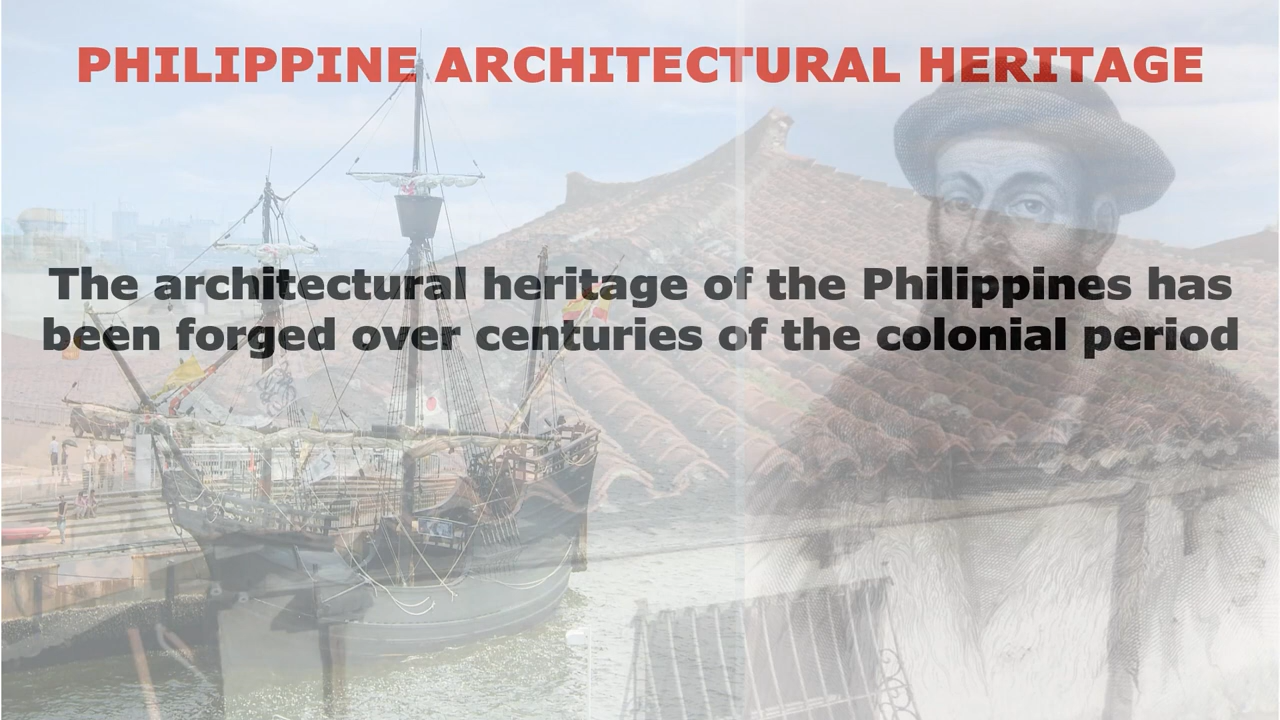 PHILIPPINE ARCHITECTURAL HERITAGE
The architectural heritage of the Philippines has
been forged over centuries of the colonial period